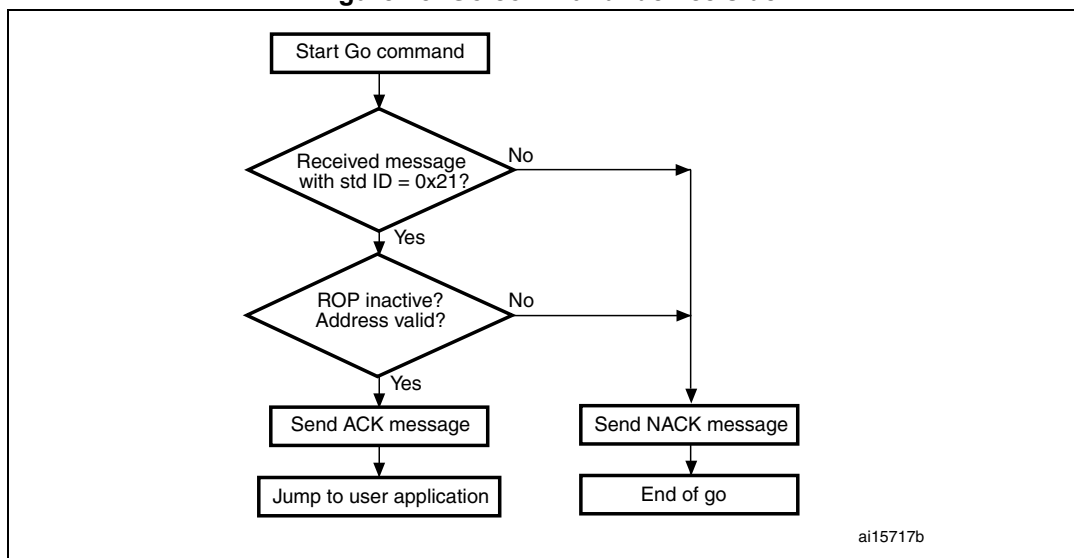 Start Go command
Received message
with std ID = 0x21?
No
Yes
ROP inactive?
Address valid?
No
Yes
Send ACK message
Send NACK message
Jump to user application
End of go
ai15717b